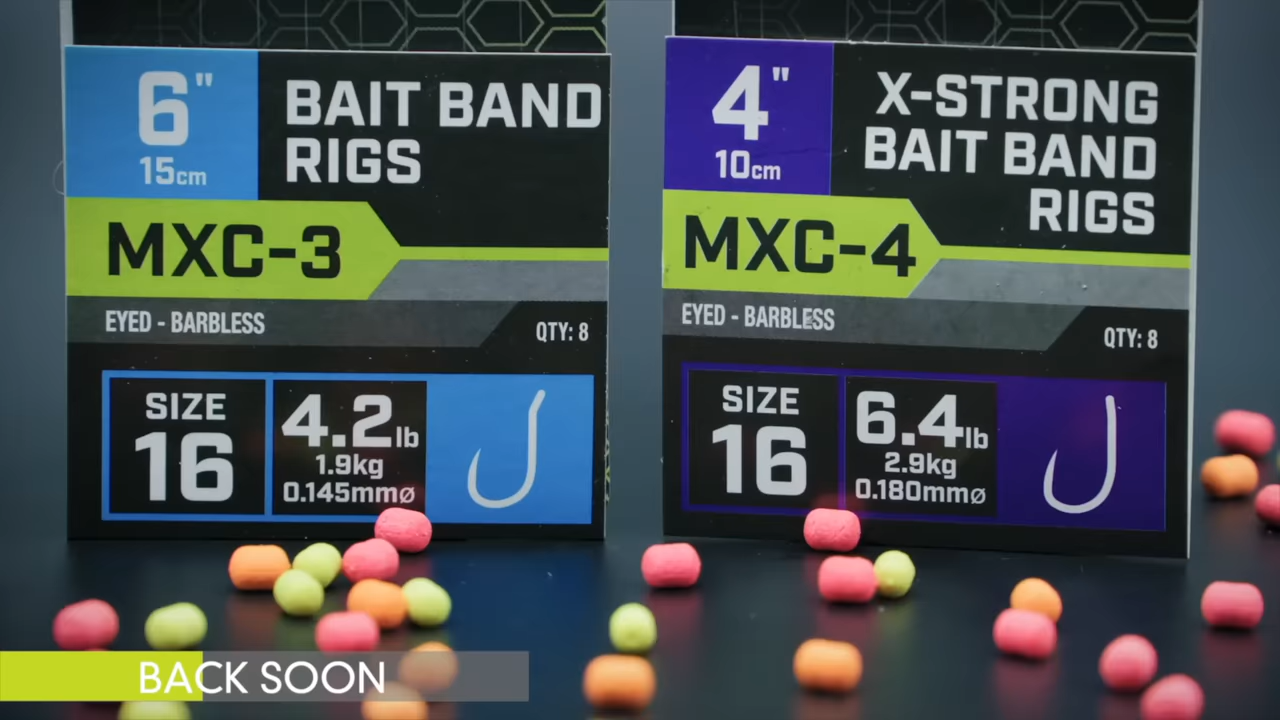 6"
15cm
BAIT BAND
RIGS
MXC-3
EYED - BARBLESS
QTY: 8
SIZE
16
4.2lb
1.9kg
0.145mmø
4"
10cm
X-STRONG
BAIT BAND
RIGS
MXC-4
EYED - BARBLESS
QTY: 8
SIZE
16
6.4lb
2.9kg
0.180mmø
BACK SOON